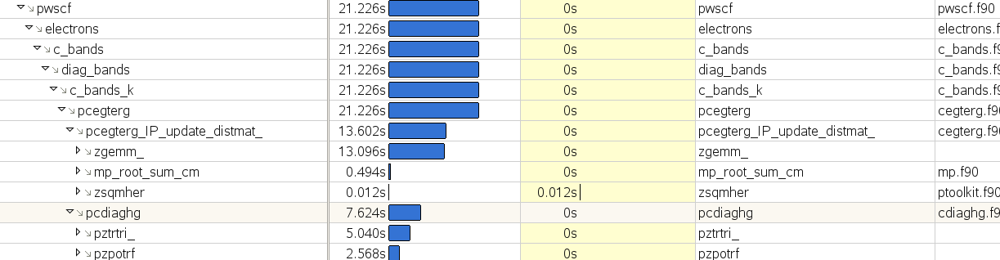 pwscf 21.226s 0s pwscf pwscf.f90
electrons 21.226s 0s electrons electrons.f
c_bands 21.226s 0s c_bands c_bands.f9
diag_bands 21.226s 0s diag_bands c_bands.f9
c_bands_k 21.226s 0s c_bands_k c_bands.f9
pcegterg 21.226s 0s pcegterg cegterg.f9
pcegterg_IP_update_distmat_ 13.602s 0s pcegterg_IP_update_distmat_ cegterg.f9
zgemm_ 13.096s 0s zgemm_
mp_root_sum_cm 0.494s 0s mp_root_sum_cm mp.f90
zsqmher 0.012s 0.012s zsqmher ptoolkit.f9
pcdiaghg 7.624s 0s pcdiaghg cdiaghg.f9
pztrtri_ 5.040s 0s pztrtri_
pzpotrf 2.568s 0s pzpotrf